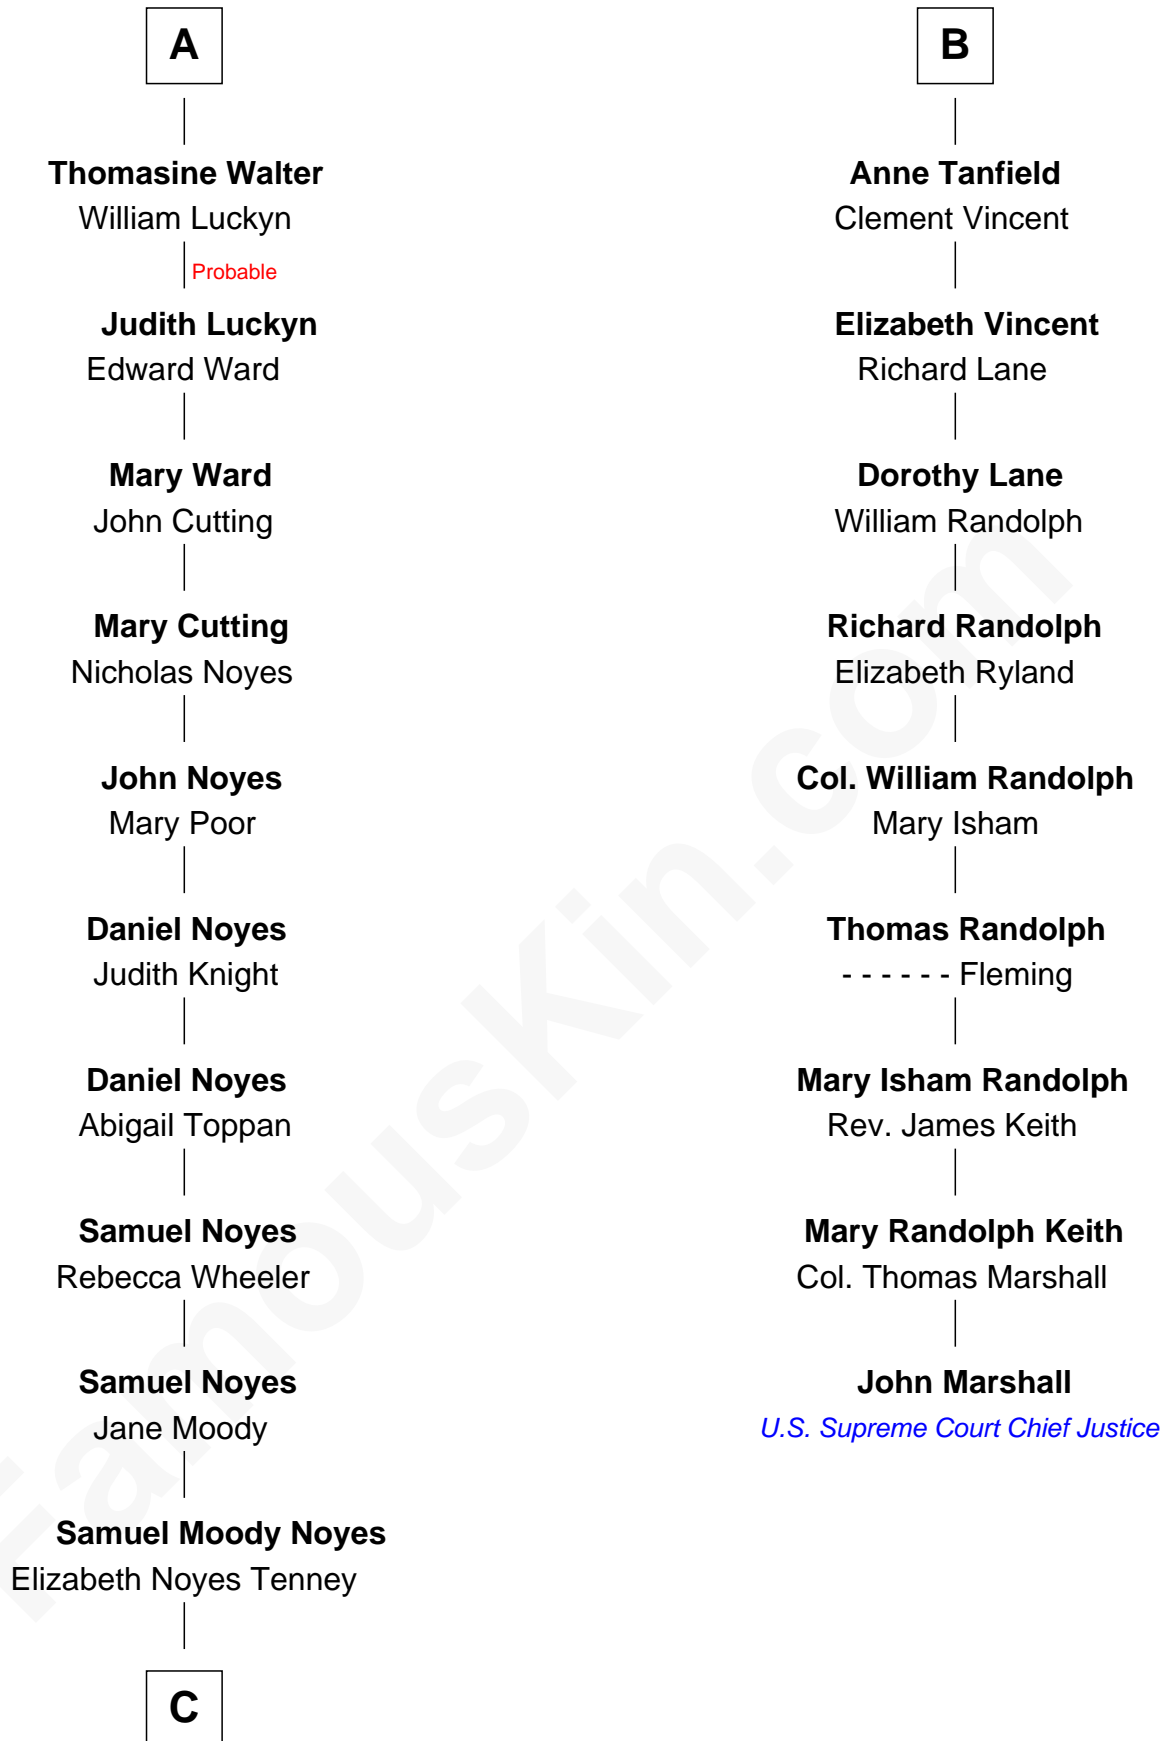 A
Thomasine Walter
William Luckyn
Probable
Judith Luckyn
Edward Ward
Mary Ward
John Cutting
Mary Cutting
Nicholas Noyes
John Noyes
Mary Poor
Daniel Noyes
Judith Knight
Daniel Noyes
Abigail Toppan
Samuel Noyes
Rebecca Wheeler
Samuel Noyes
Jane Moody
Samuel Moody Noyes
Elizabeth Noyes Tenney
C
B
Anne Tanfield
Clement Vincent
Elizabeth Vincent
Richard Lane
Dorothy Lane
William Randolph
Richard Randolph
Elizabeth Ryland
Col. William Randolph
Mary Isham
Thomas Randolph
- - - - - - Fleming
Mary Isham Randolph
Rev. James Keith
Mary Randolph Keith
Col. Thomas Marshall
John Marshall
U.S. Supreme Court Chief Justice
FamousKin.com